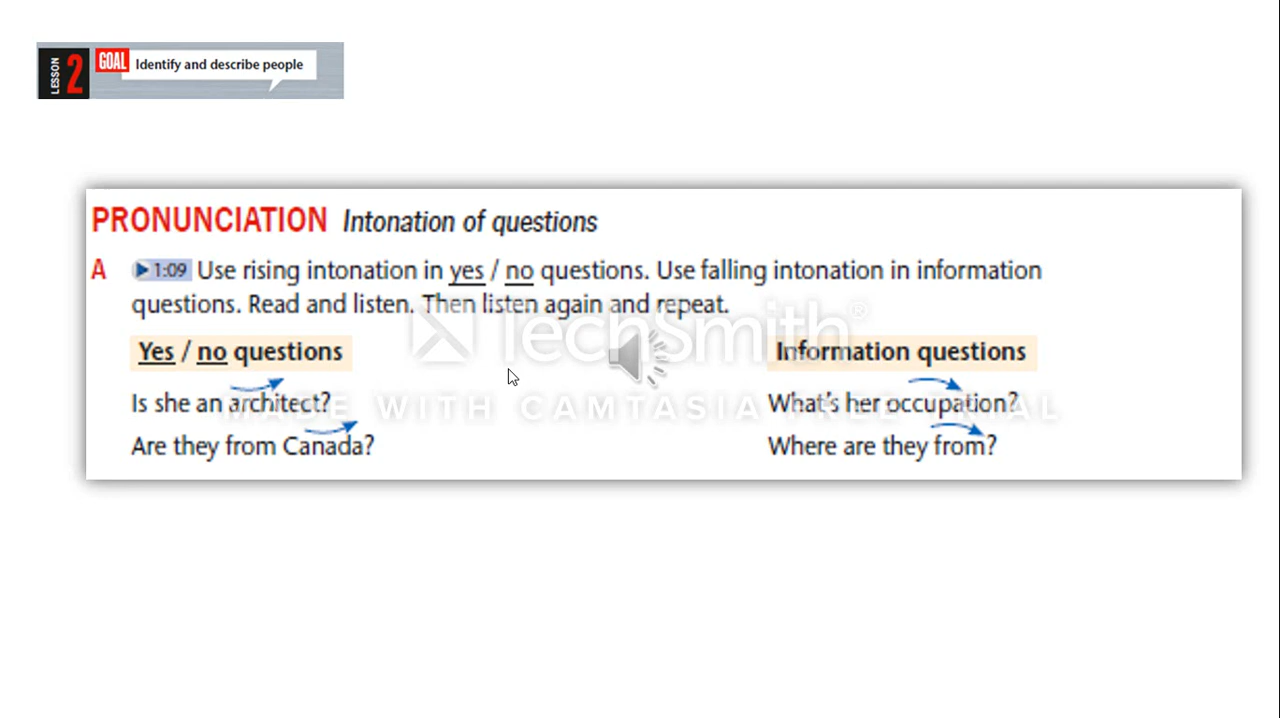 LESSON 2 GOAL Identify and describe people
PRONUNCIATION Intonation of questions
A 1:09 Use rising intonation in yes / no questions. Use falling intonation in information
questions. Read and listen. Then listen again and repeat.
TechSmith®
Yes / no questions Information questions
MADE WITH CAMTASIA FREE TRIAL
Is she an architect? What's her occupation?
Are they from Canada? Where are they from?